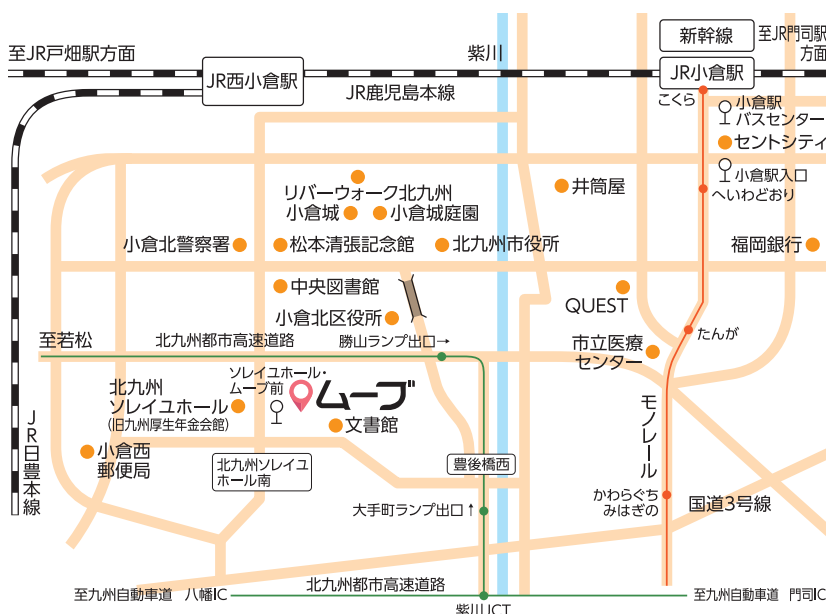 新幹線
至JR門司駅
方面
至JR戸畑駅方面
紫川
JR西小倉駅
JR小倉駅
JR鹿児島本線
こくら
小倉駅
バスセンター
セントシティ
小倉駅入口
へいわどおり
リバーウォーク北九州
井筒屋
小倉城
小倉城庭園
小倉北警察署
松本清張記念館
北九州市役所
福岡銀行
中央図書館
QUEST
小倉北区役所
たんが
至若松
北九州都市高速道路
勝山ランプ出口→
市立医療
センター
ソレイユホール・
ムーブ前
ムーブ
北九州
ソレイユホール
(旧九州厚生年金会館)
文書館
モノレール
JR日豊本線
小倉西
郵便局
北九州ソレイユ
ホール南
豊後橋西
かわらぐち
みはぎの
国道3号線
大手町ランプ出口↑
至九州自動車道 八幡IC
北九州都市高速道路
至九州自動車道 門司IC
紫川JCT